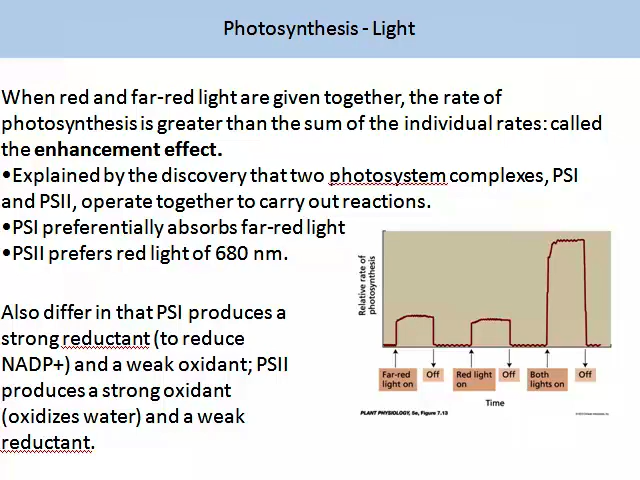 Photosynthesis - Light
When red and far-red light are given together, the rate of
photosynthesis is greater than the sum of the individual rates: called
the enhancement effect.
•Explained by the discovery that two photosystem complexes, PSI
and PSII, operate together to carry out reactions.
•PSI preferentially absorbs far-red light
•PSII prefers red light of 680 nm.
Also differ in that PSI produces a
strong reductant (to reduce
NADP+) and a weak oxidant; PSII
produces a strong oxidant
(oxidizes water) and a weak
reductant.
Relative rate of
photosynthesis
Far-red
light on
Off
Red light
on
Off
Both
lights on
Off
Time
PLANT PHYSIOLOGY, 5e, Figure 7.13